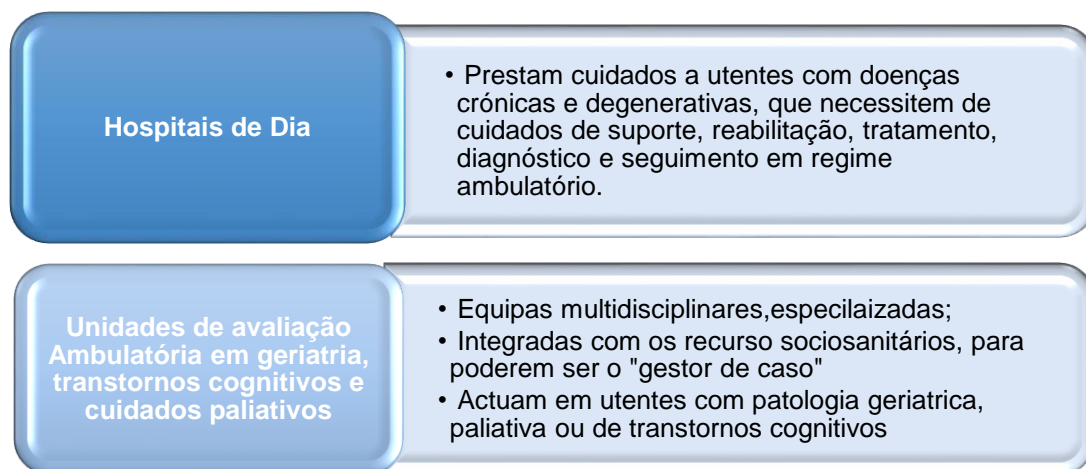 Hospitais de Dia
• Prestam cuidados a utentes com doenças
crónicas e degenerativas, que necessitem de
cuidados de suporte, reabilitação, tratamento,
diagnóstico e seguimento em regime
ambulatório.
Unidades de avaliação
Ambulatória em geriatria,
transtornos cognitivos e
cuidados paliativos
• Equipas multidisciplinares,especilaizadas;
• Integradas com os recurso sociosanitários, para
poderem ser o "gestor de caso"
• Actuam em utentes com patologia geriatrica,
paliativa ou de transtornos cognitivos